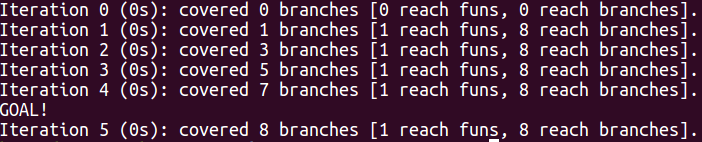 Iteration 0 (0s): covered 0 branches [0 reach funs, 0 reach branches].
Iteration 1 (0s): covered 1 branches [1 reach funs, 8 reach branches].
Iteration 2 (0s): covered 3 branches [1 reach funs, 8 reach branches].
Iteration 3 (0s): covered 5 branches [1 reach funs, 8 reach branches].
Iteration 4 (0s): covered 7 branches [1 reach funs, 8 reach branches].
GOAL!
Iteration 5 (0s): covered 8 branches [1 reach funs, 8 reach branches].